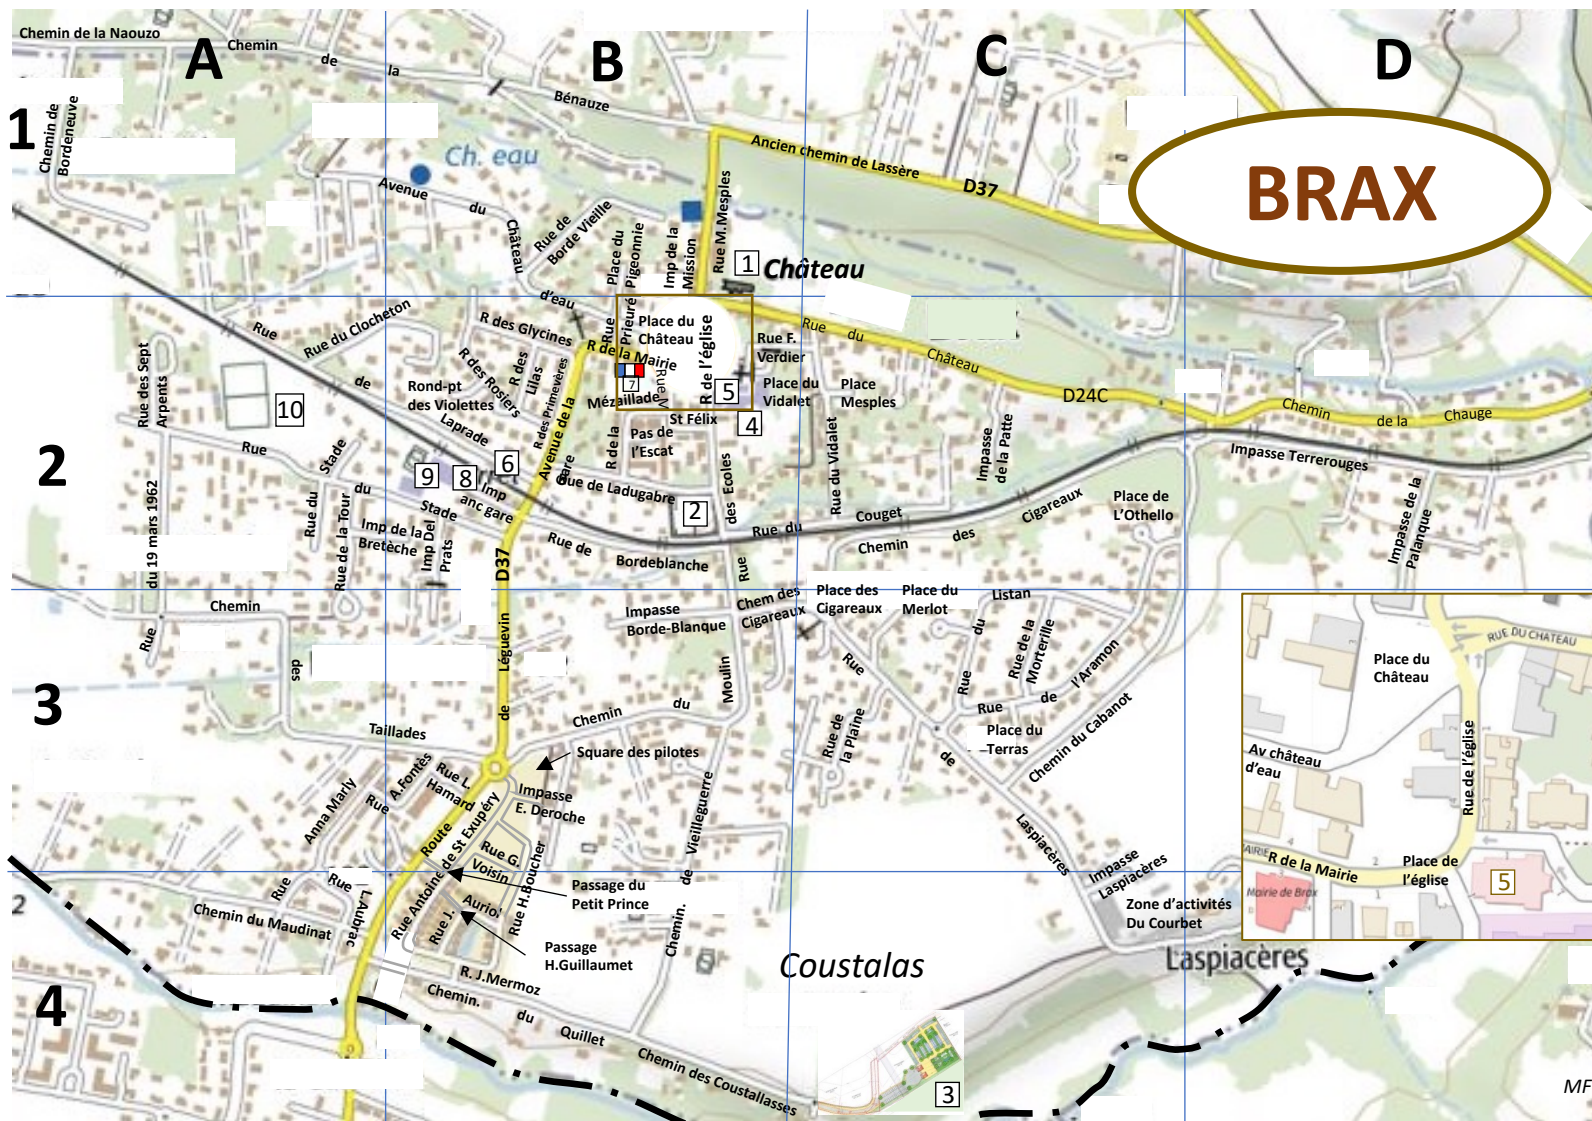 Chemin de la Naouzo
A
Chemin
de
la
B
C
D
Bénauze
1
Chemin de
Bordeneuve
Ch. eau
Ancien chemin de Lassère
D37
BRAX
Avenue
du
Château
d'eau
Rue de
Borde Vieille
Place du
Pigeonnie
Imp de la
Mission
Rue M.Mesples
1
Château
Rue
de
Laprade
Rue du Clocheton
R des Glycines
Rue
Prieuré
Place du
Château
R de la Mairie
R de l'église
Rue F.
Verdier
Rue
du
Château
D24C
Chemin
de la
Chauge
Rue des Sept
Arpents
10
Rond-pt
des Violettes
R des Rosiers
R des
Lilas
R des Primevères
7
Rue M
Mézaillade
5
Place du
Vidalet
Place
Mesples
St Félix
4
2
Rue
du
Stade
Rue du
Stade
9
8
6
Imp
anc gare
Avenue de la
Gare
R de la
Pas de
l'Escat
Rue de Ladugabre
2
des Ecoles
Rue du Vidalet
Impasse
de la Patte
Impasse Terrerouges
Impasse de la
Palanque
Rue du
Couget
Chemin
des
Cigareaux
Place de
L'Othello
du 19 mars 1962
Rue
Rue de la Tour
Imp de la
Bretèche
Imp Del
Prats
D37
Rue de
Bordeblanche
Rue
Chemin
des
Taillades
Léguevin
de
Route
Impasse
Borde-Blanque
Chem des
Cigareaux
Place des
Cigareaux
Place du
Merlot
Listan
du
Rue
Rue de la
Morterille
Rue
de
l'Aramon
3
Chemin
du
Moulin
Rue
de
Laspiacères
Rue de
la Plaine
Place du
Terras
Chemin du Cabanot
Square des pilotes
Anna Marly
Rue
Rue
A.Fontès
Rue L.
Hamard
Impasse
E. Deroche
Rue Antoine de St Exupéry
Rue G.
Voisin
Rue H.Boucher
Chemin.
de Vieilleguerre
Rue
L.Aubrac
Chemin du Maudinat
Rue J.
Auriol
Passage du
Petit Prince
Passage
H.Guillaumet
R. J.Mermoz
Chemin.
du
Quillet
Chemin des Coustallasses
Impasse
Laspiacères
Zone d'activités
Du Courbet
Laspiacères
Coustalas
2
4
3
RUE DU CHATEAU
Place du
Château
Av château
d'eau
Rue de l'église
AIRIE
R de la Mairie
Place de
l'église
Mairie de Brax
5
4
2
1
2
MF